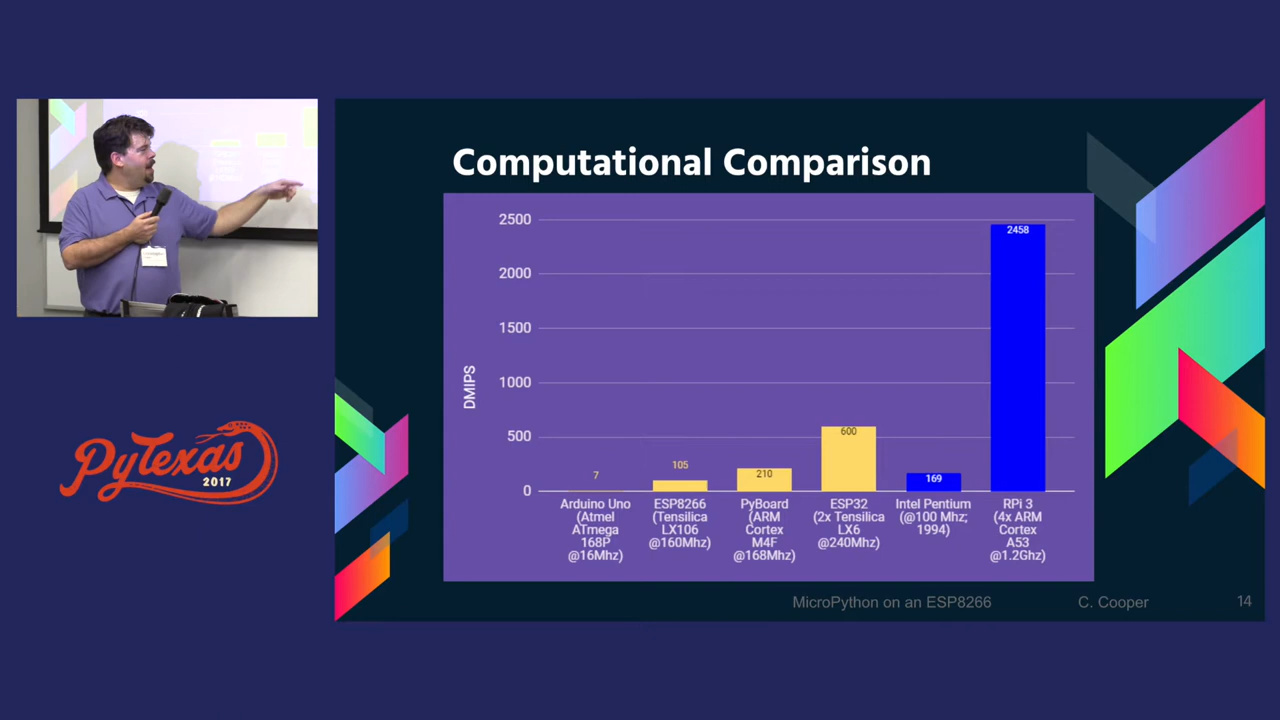 Computational Comparison
2500
2000
1500
1000
500
0
DMIPS
7
105
210
600
169
2458
Arduino Uno
(Atmel
ATmega
168P
@16Mhz)
ESP8266
(Tensilica
LX106
@160Mhz)
PyBoard
(ARM
Cortex
M4F
@168Mhz)
ESP32
(2x Tensilica
LX6
@240Mhz)
Intel Pentium
(@100 Mhz;
1994)
RPi 3
(4x ARM
Cortex
A53
@1.2Ghz)
MicroPython on an ESP8266
C. Cooper
14
PyTexas
2017